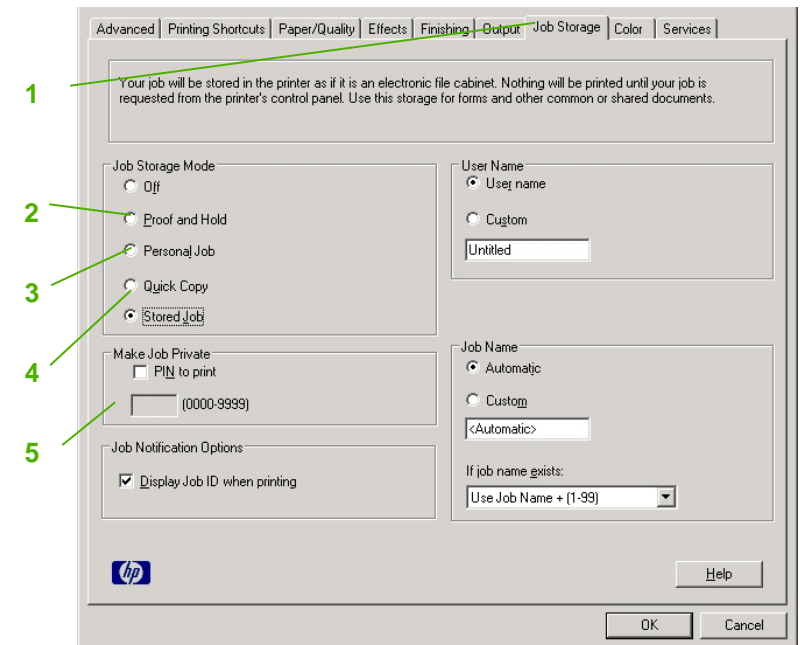 Advanced Printing Shortcuts Paper/Quality Effects Finishing Output Job Storage Color Services
1
Your job will be stored in the printer as if it is an electronic file cabinet. Nothing will be printed until your job is
requested from the printer's control panel. Use this storage for forms and other common or shared documents.
Job Storage Mode
Off
2
Proof and Hold
Personal Job
3
Quick Copy
Stored Job
4
Make Job Private
PIN to print
(0000-9999)
5
Job Notification Options
Display Job ID when printing
User Name
User name
Custom
Untitled
Job Name
Automatic
Custom
<Automatic>
If job name exists:
Use Job Name + (1-99)
hp
Help
OK Cancel